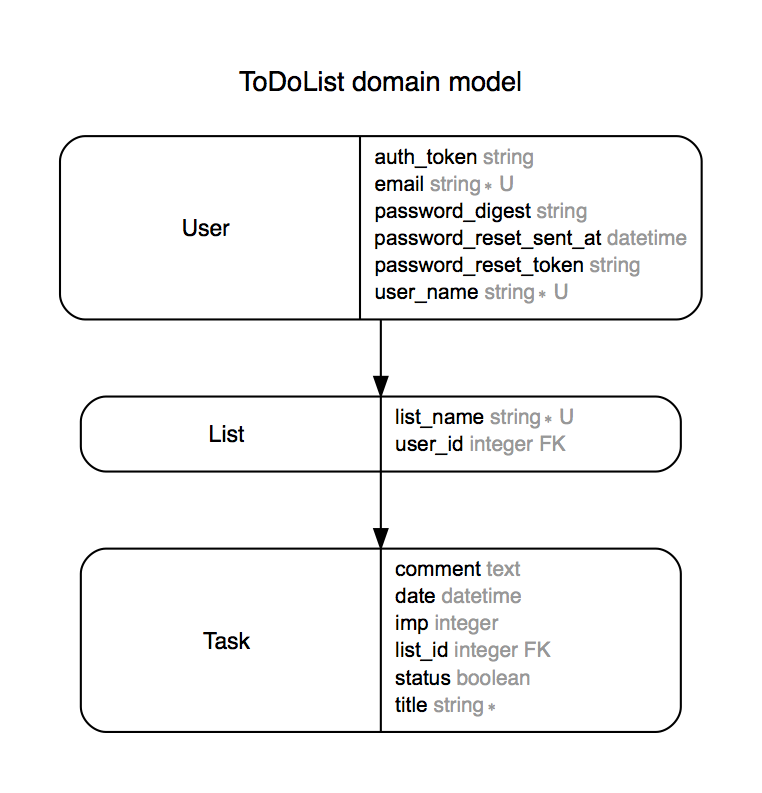 ToDoList domain model
User
auth_token string
email string * U
password_digest string
password_reset_sent_at datetime
password_reset_token string
user_name string * U
List
list_name string * U
user_id integer FK
Task
comment text
date datetime
imp integer
list_id integer FK
status boolean
title string *